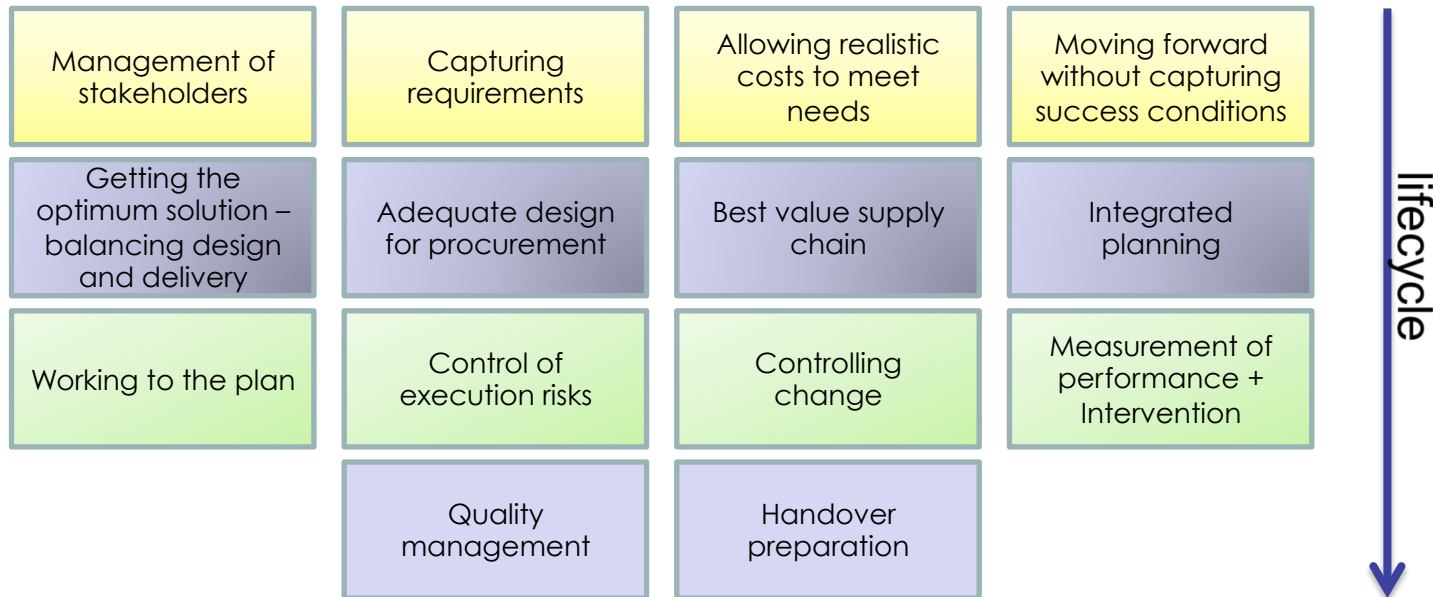 Management of
stakeholders
Capturing
requirements
Allowing realistic
costs to meet
needs
Moving forward
without capturing
success conditions
Getting the
optimum solution –
balancing design
and delivery
Adequate design
for procurement
Best value supply
chain
Integrated
planning
Working to the plan
Control of
execution risks
Controlling
change
Measurement of
performance +
Intervention
Quality
management
Handover
preparation
lifecycle